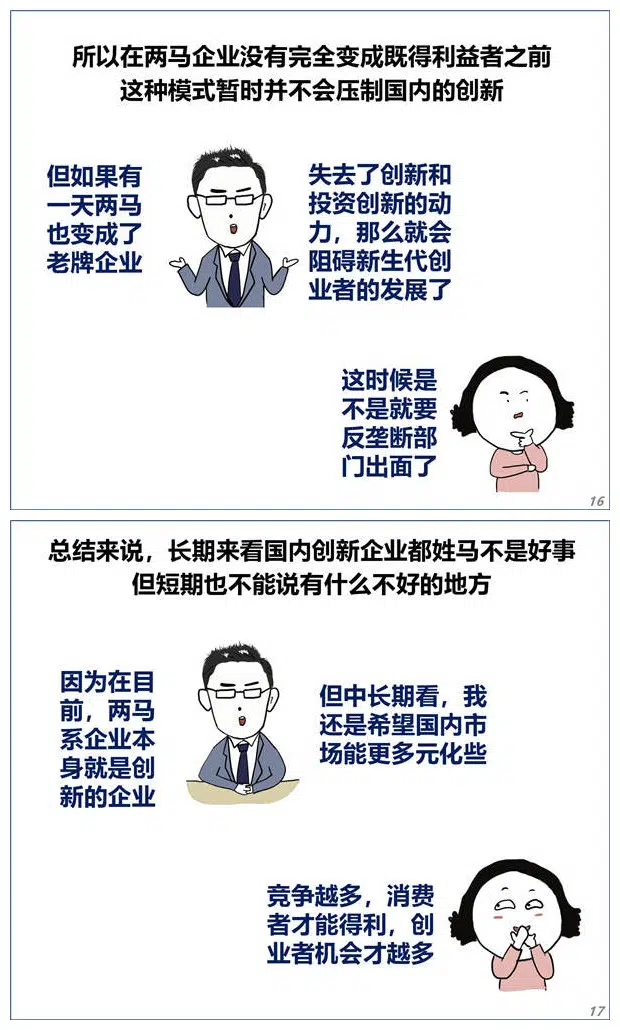 所以在两马企业没有完全变成既得利益者之前
这种模式暂时并不会压制国内的创新
但如果有
一天两马
也变成了
老牌企业
失去了创新和
投资创新的动
力，那么就会
阻碍新生代创
业者的发展了
这时候是
不是就要
反垄断部
门出面了
16
总结来说，长期来看国内创新企业都姓马不是好事
但短期也不能说有什么不好的地方
因为在目
前，两马
系企业本
身就是创
新的企业
但中长期看，我
还是希望国内市
场能更多元化些
竞争越多，消费
者才能得利，创
业者机会才越多
17